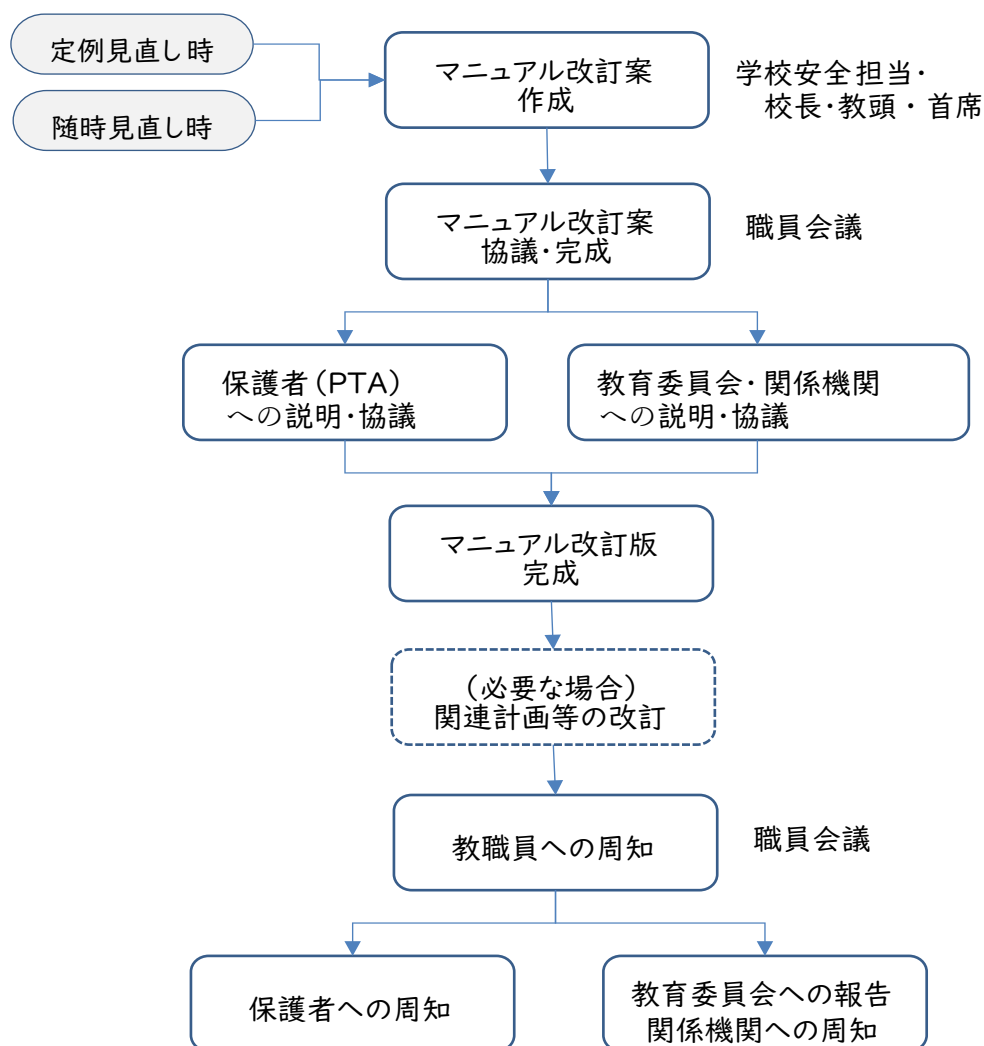 定例見直し時
随時見直し時
マニュアル改訂案
作成
学校安全担当・
校長・教頭・首席
マニュアル改訂案
協議・完成
職員会議
保護者（PTA）
への説明・協議
教育委員会・関係機関
への説明・協議
マニュアル改訂版
完成
（必要な場合）
関連計画等の改訂
教職員への周知
職員会議
保護者への周知
教育委員会への報告
関係機関への周知